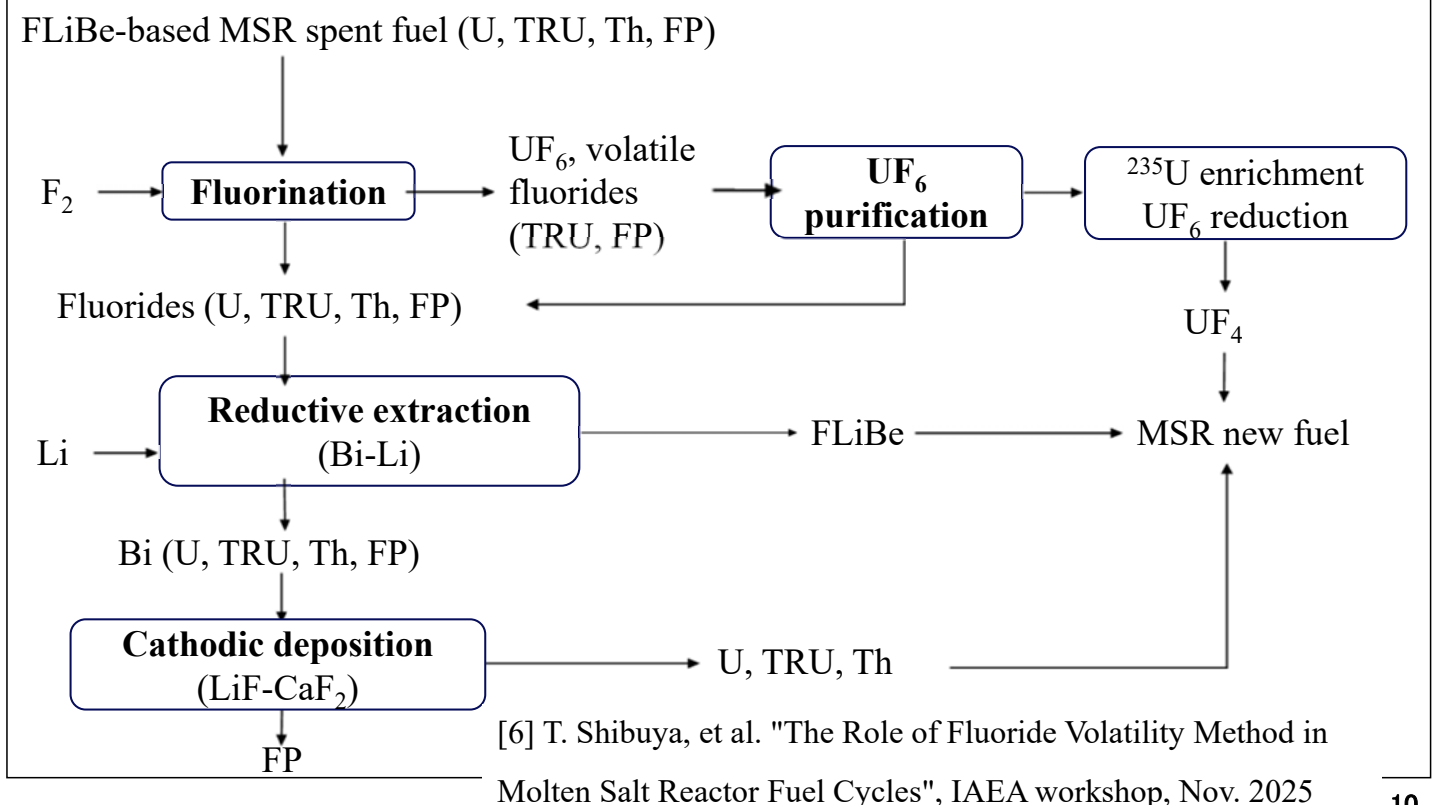 FLiBe-based MSR spent fuel (U, TRU, Th, FP)
F₂
Fluorination
UF₆, volatile
fluorides
(TRU, FP)
UF₆
purification
²³⁵U enrichment
UF₆ reduction
Fluorides (U, TRU, Th, FP)
UF₄
Li
Reductive extraction
(Bi-Li)
FLiBe
MSR new fuel
Bi (U, TRU, Th, FP)
Cathodic deposition
(LiF-CaF₂)
U, TRU, Th
FP
[6] T. Shibuya, et al. "The Role of Fluoride Volatility Method in
Molten Salt Reactor Fuel Cycles", IAEA workshop, Nov. 2025